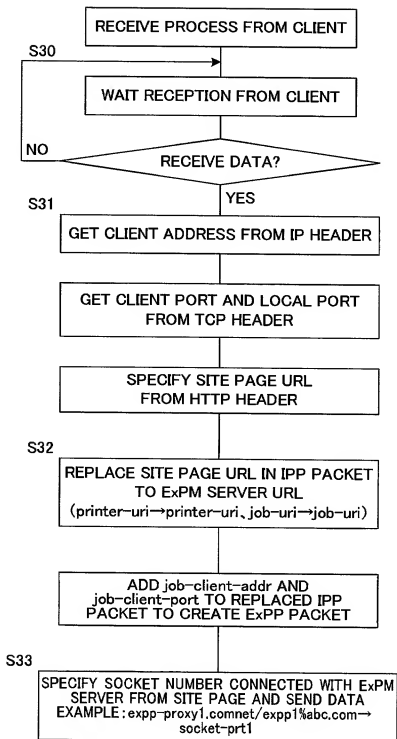 RECEIVE PROCESS FROM CLIENT
S30
WAIT RECEPTION FROM CLIENT
NO
RECEIVE DATA?
YES
S31
GET CLIENT ADDRESS FROM IP HEADER
GET CLIENT PORT AND LOCAL PORT
FROM TCP HEADER
SPECIFY SITE PAGE URL
FROM HTTP HEADER
S32
REPLACE SITE PAGE URL IN IPP PACKET
TO ExPM SERVER URL
(printer-uri→printer-uri、job-uri→job-uri)
ADD job-client-addr AND
job-client-port TO REPLACED IPP
PACKET TO CREATE ExPP PACKET
S33
SPECIFY SOCKET NUMBER CONNECTED WITH ExPM
SERVER FROM SITE PAGE AND SEND DATA
EXAMPLE:expp-proxy1.comnet/expp1%abc.com→
socket-prt1